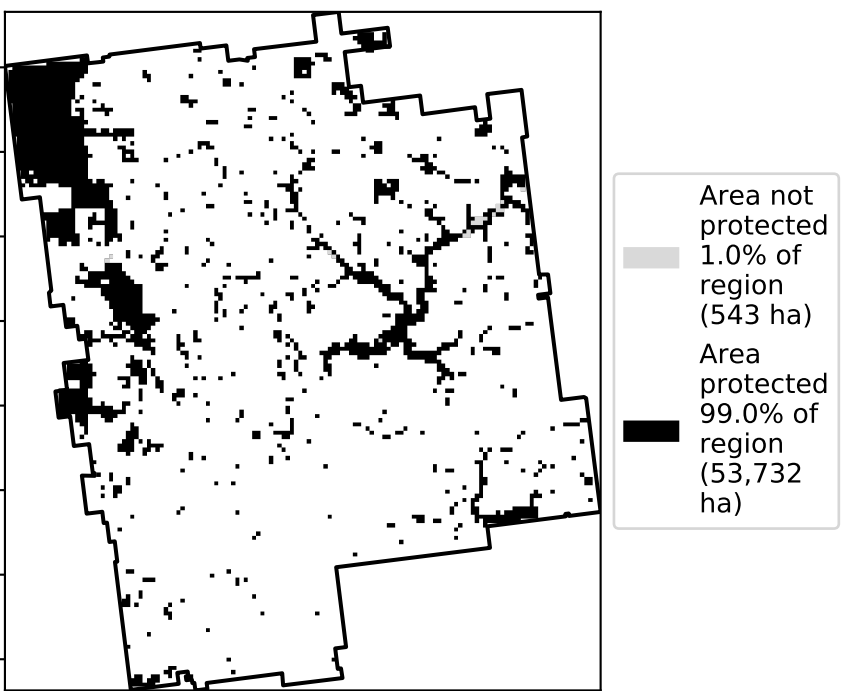 Area not
protected
1.0% of
region
(543 ha)
Area
protected
99.0% of
region
(53,732
ha)